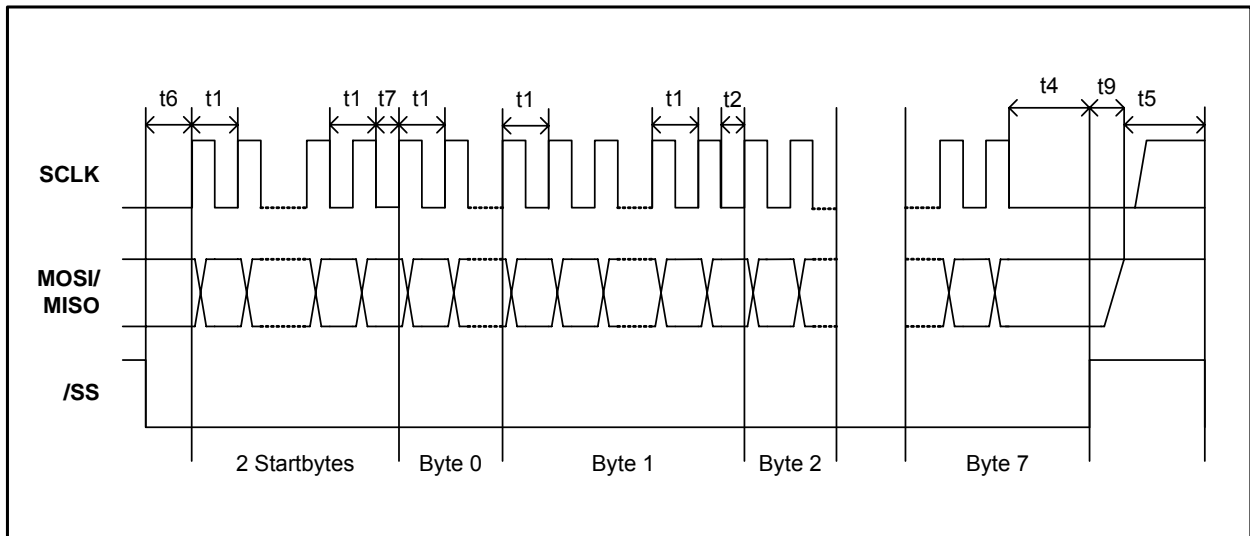 t6 t1 t1 t7 t1 t1 t1 t2 t4 t9 t5
SCLK
MOSI/
MISO
/SS
2 Startbytes Byte 0 Byte 1 Byte 2 Byte 7